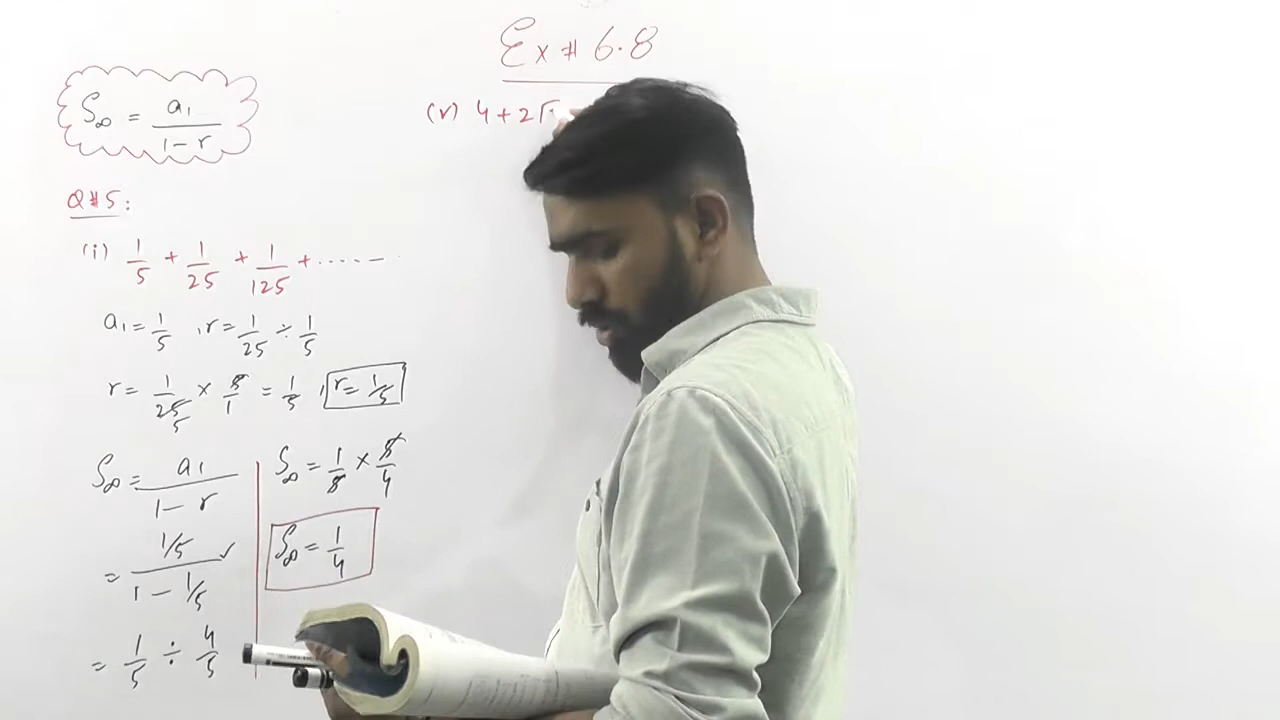 Ex # 6.8
S∞ = a₁ / 1 - r
Q#5:
(i) 1/5 + 1/25 + 1/125 + ......
a₁ = 1/5 , r = 1/25 ÷ 1/5
r = 1/25 × 5/1 = 1/5 , r = 1/5
5
S∞ = a₁ / 1 - r
= 1/5 / 1 - 1/5
= 1/5 ÷ 4/5
S∞ = 1/5 × 5/4
S∞ = 1/4
(v) 4 + 2√